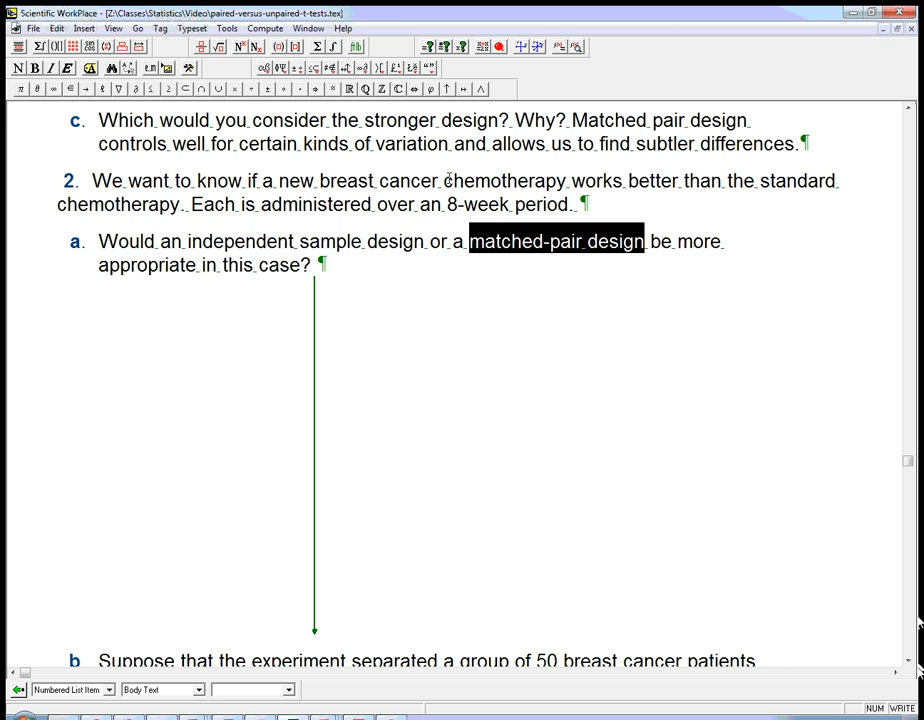 Scientific WorkPlace - [Z:\Classes\Statistics\Video\paired-versus-unpaired-t-tests.tex]
File Edit Insert View Go Tag Typeset Tools Compute Window Help
c. Which would you consider the stronger design? Why? Matched pair design
controls well for certain kinds of variation and allows us to find subtler differences.¶
2. We want to know if a new breast cancer chemotherapy works better than the standard
chemotherapy. Each is administered over an 8-week period. ¶
a. Would an independent sample design or a matched-pair design be more
appropriate in this case? ¶
b Suppose that the experiment separated a group of 50 breast cancer patients
Numbered List Item Body Text
NUM WRITE